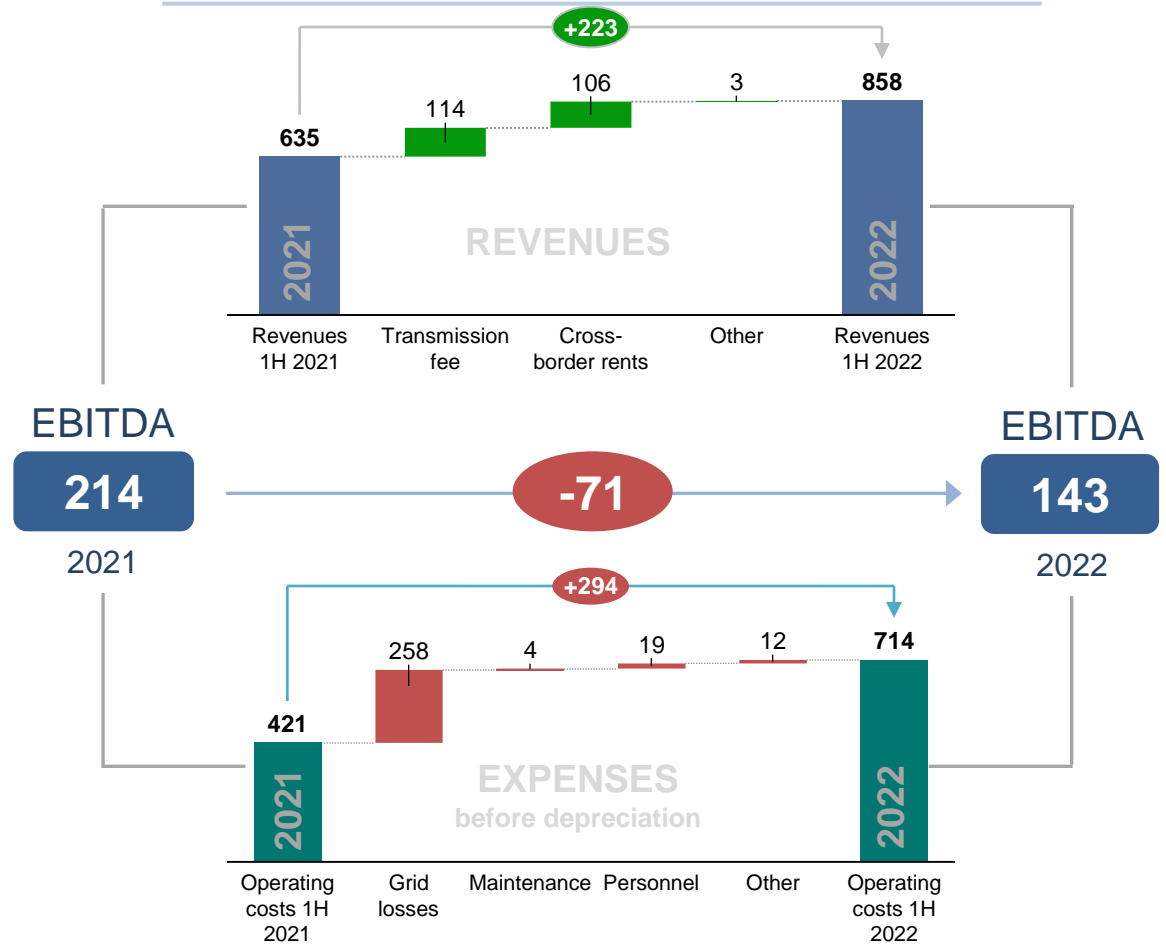 +223
106
3
858
114
635
2021
REVENUES
2022
Revenues
1H 2021
Transmission
fee
Cross-
border rents
Other
Revenues
1H 2022
EBITDA
214
2021
-71
EBITDA
143
2022
+294
258
4
19
12
714
421
2021
EXPENSES
before depreciation
2022
Operating
costs 1H
2021
Grid
losses
Maintenance
Personnel
Other
Operating
costs 1H
2022